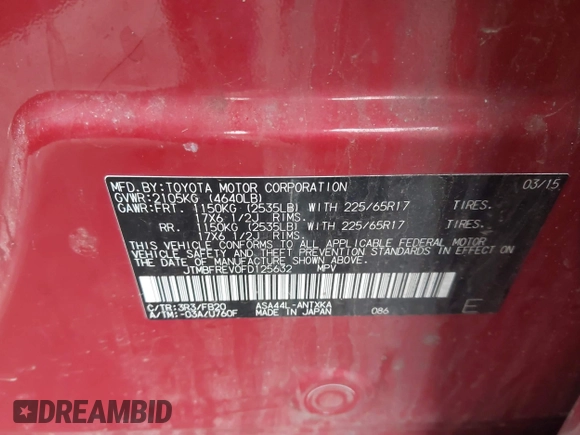 MFD.BY:TOYOTA MOTOR CORPORATION 03/15
GVWR:2105KG (4640LB)
GAWR:FRT. 1150KG (2535LB) WITH 225/65R17 TIRES.
17X6 1/2J RIMS.
RR. 1150KG (2535LB) WITH 225/65R17 TIRES.
17X6 1/2J RIMS.
THIS VEHICLE CONFORMS TO ALL APPLICABLE FEDERAL MOTOR
VEHICLE SAFETY AND THEFT PREVENTION STANDARDS IN EFFECT ON
THE DATE OF MANUFACTURE SHOWN ABOVE.
JTMBFREV0FD125632 MPV
C/TR:3R3/FB20 ASA44L-ANTXKA
A/TM:-03A/U760F MADE IN JAPAN 086 E
DREAMBID